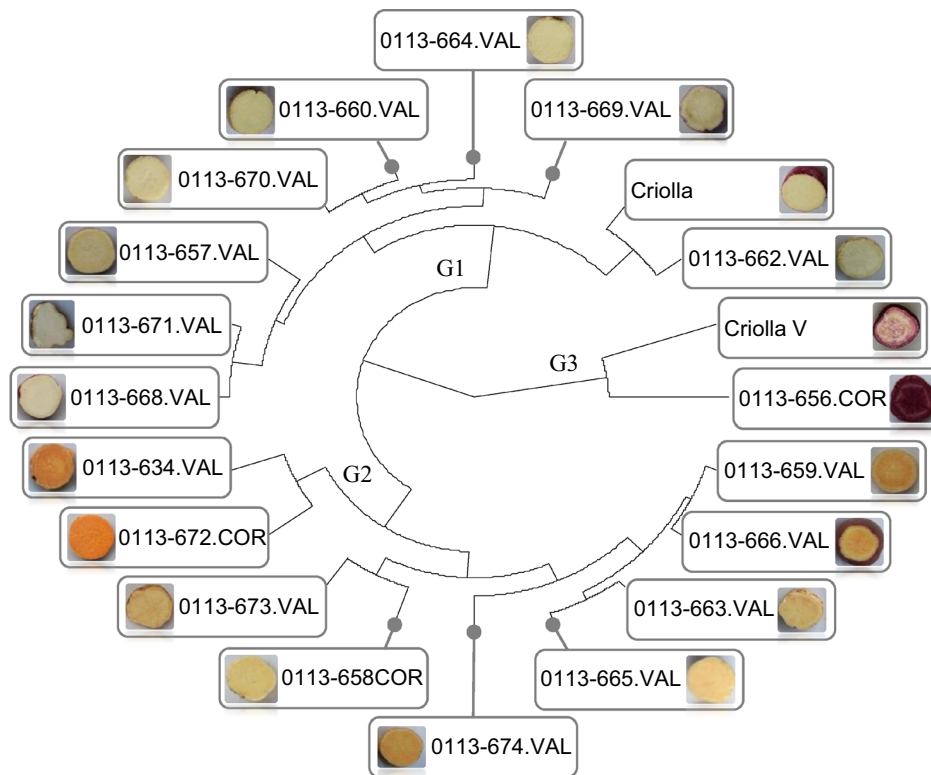 0113-664.VAL
0113-660.VAL
0113-669.VAL
0113-670.VAL
Criolla
0113-657.VAL
0113-662.VAL
G1
0113-671.VAL
Criolla V
G3
0113-668.VAL
0113-656.COR
0113-634.VAL
G2
0113-659.VAL
0113-672.COR
0113-666.VAL
0113-673.VAL
0113-663.VAL
0113-658COR
0113-665.VAL
0113-674.VAL